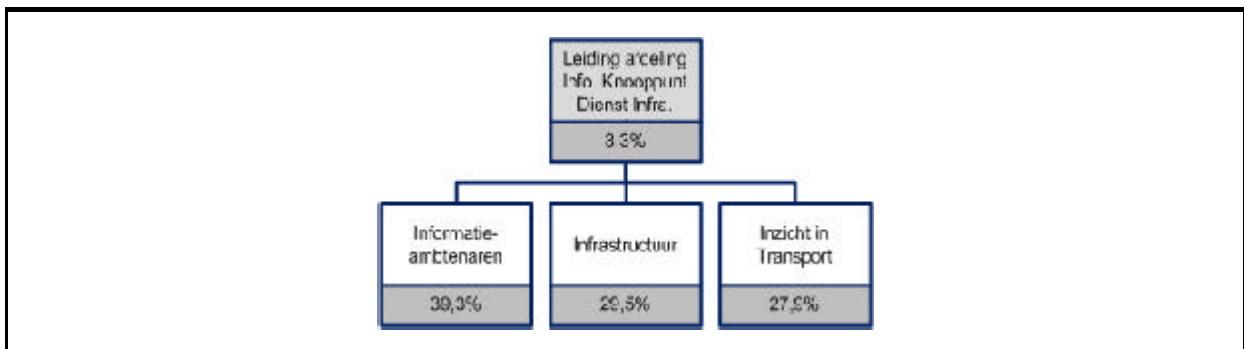 Leiding afdeling
Info. Knooppunt
Dienst Infra.
3,3%
Informatie-
ambtenaren
39,3%
Infrastructuur
29,5%
Inzicht in
Transport
27,9%